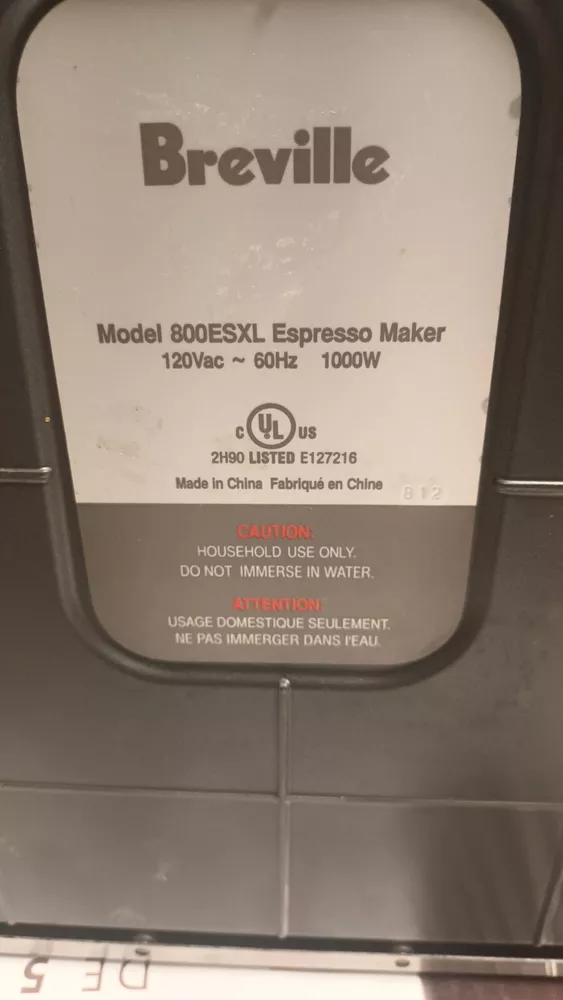 Breville
Model 800ESXL Espresso Maker
120Vac ~ 60Hz 1000W
c UL US
2H90 LISTED E127216
Made in China Fabriqué en Chine 812
CAUTION:
HOUSEHOLD USE ONLY.
DO NOT IMMERSE IN WATER.
ATTENTION:
USAGE DOMESTIQUE SEULEMENT.
NE PAS IMMERGER DANS I'EAU.
DE 5